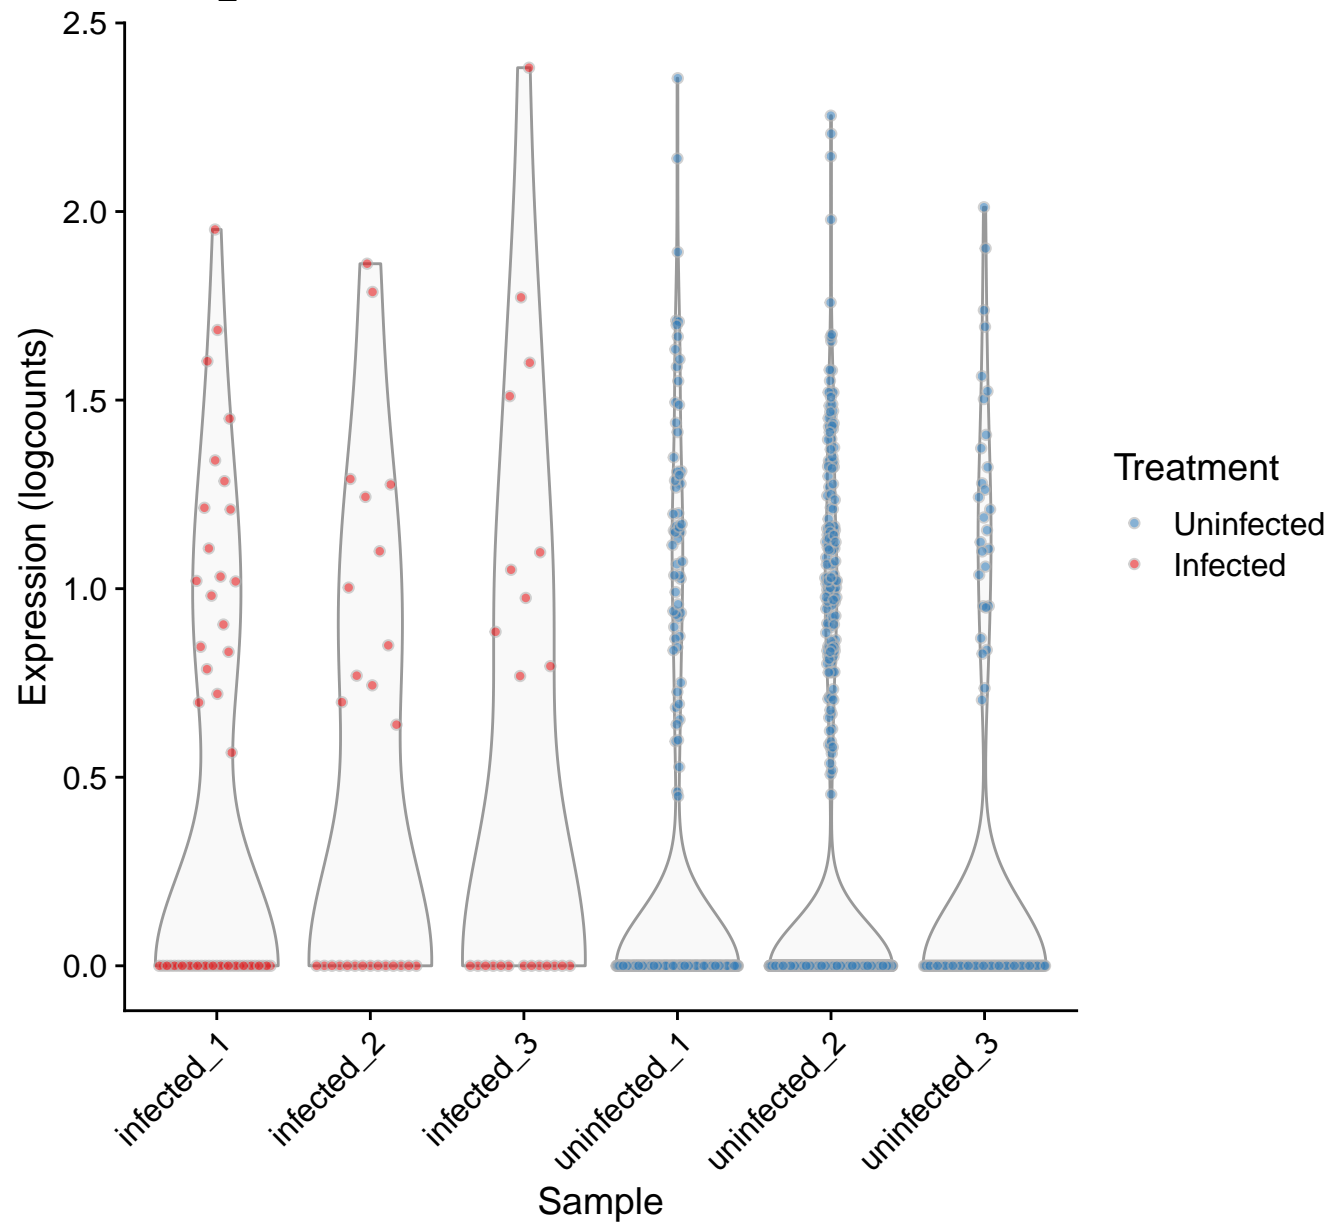 2.5
2.0
1.5
1.0
0.5
0.0
Expression (logcounts)
infected_1
infected_2
infected_3
uninfected_1
uninfected_2
uninfected_3
Sample
Treatment
Uninfected
Infected